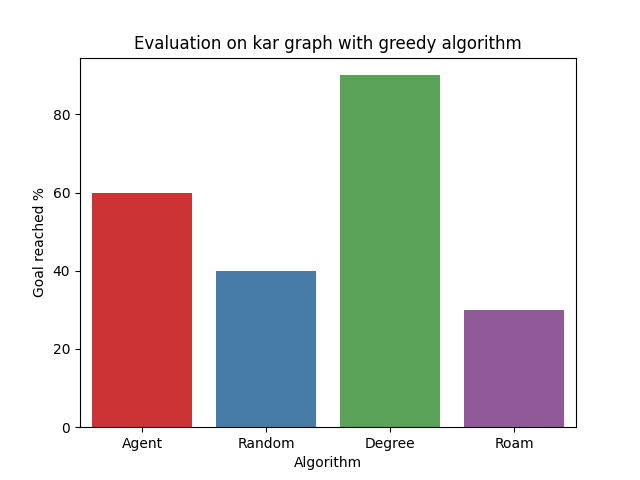 Evaluation on kar graph with greedy algorithm
Goal reached %
80
60
40
20
0
Agent Random Degree Roam
Algorithm